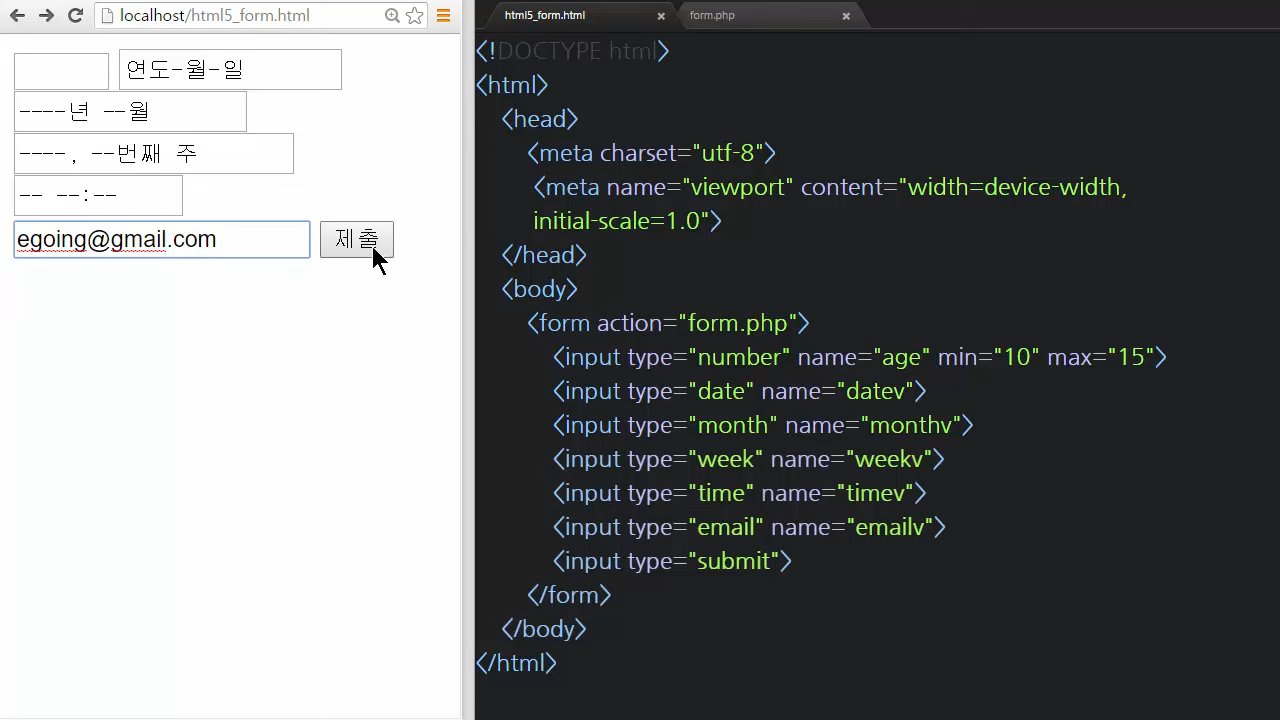 localhost/html5_form.html
연도-월-일
----년 --월
----, --번째 주
-- --:--
egoing@gmail.com 제출
html5_form.html form.php
<!DOCTYPE html>
<html>
<head>
<meta charset="utf-8">
<meta name="viewport" content="width=device-width,
initial-scale=1.0">
</head>
<body>
<form action="form.php">
<input type="number" name="age" min="10" max="15">
<input type="date" name="datev">
<input type="month" name="monthv">
<input type="week" name="weekv">
<input type="time" name="timev">
<input type="email" name="emailv">
<input type="submit">
</form>
</body>
</html>